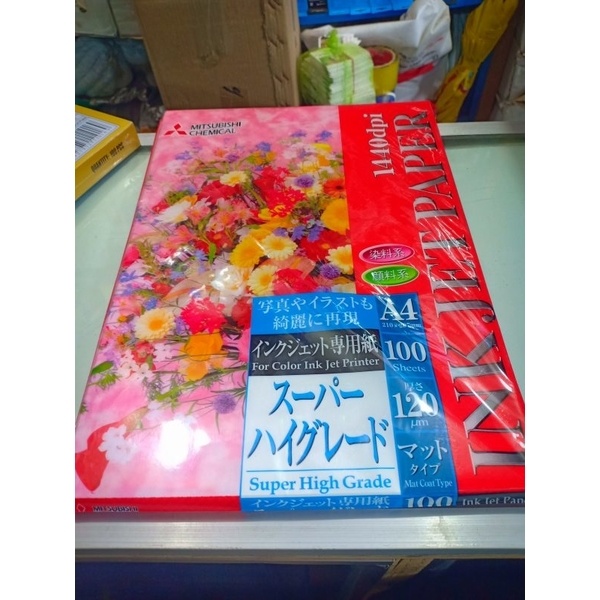 MITSUBISHI
CHEMICAL
1440dpi
INK JET PAPER
染料系
顔料系
写真やイラストも
綺麗に再現
インクジェット専用紙
For Color Ink Jet Printer
スーパー
ハイグレード
Super High Grade
A4
100
Sheets
厚さ
120
μm
マット
タイプ
Mat Coat Type
MITSUBISHI
インクジェット専用紙
100
Ink Jet Paper